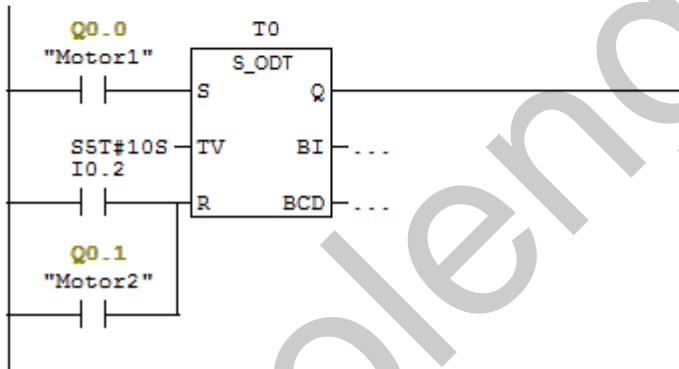 Q0.0 T0
"Motor1" S_ODT
S Q
S5T#10S TV BI ...
I0.2
R BCD ...
Q0.1
"Motor2"